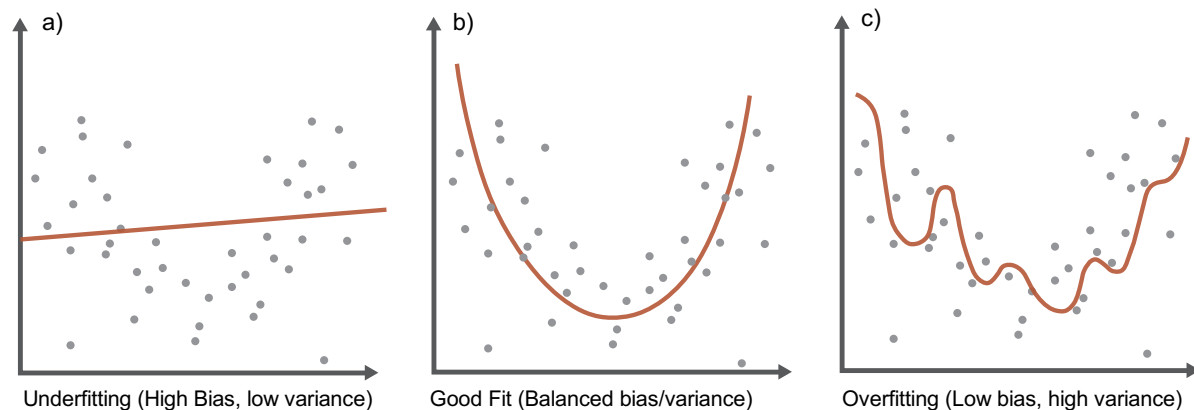 a)
b)
c)
Underfitting (High Bias, low variance)
Good Fit (Balanced bias/variance)
Overfitting (Low bias, high variance)